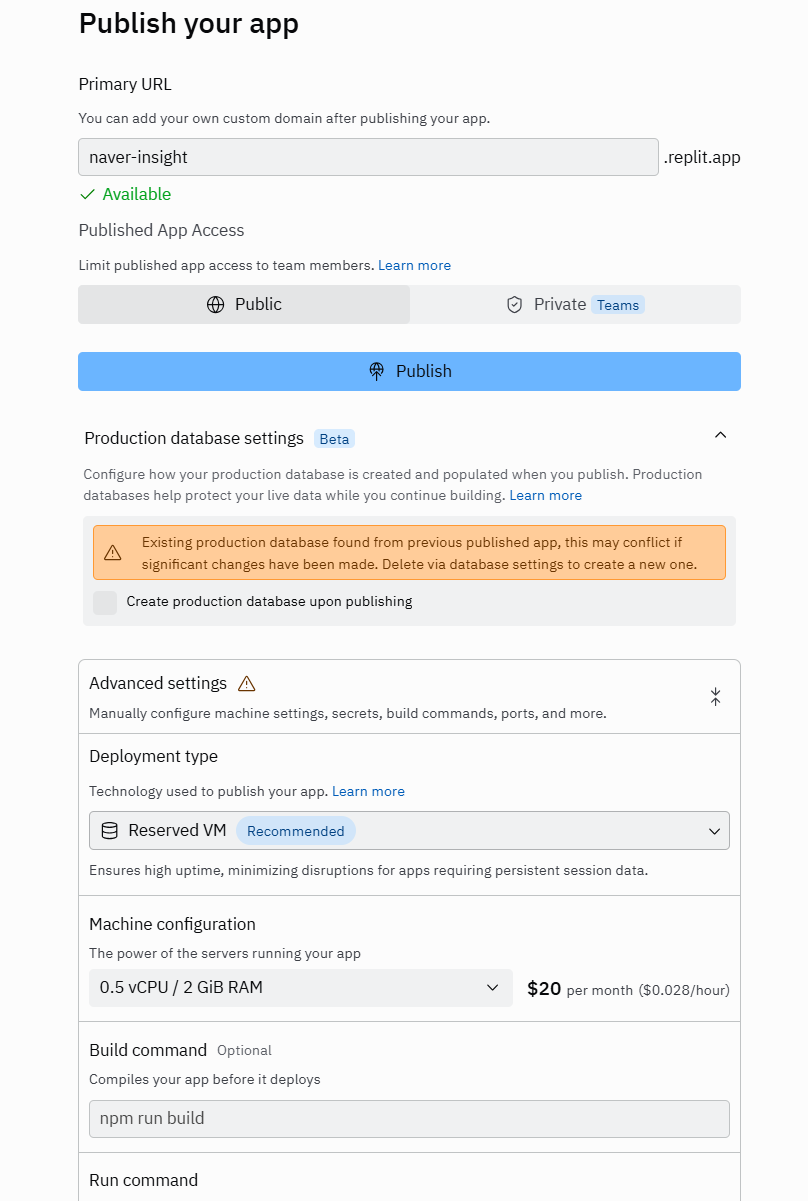 Publish your app
Primary URL
You can add your own custom domain after publishing your app.
naver-insight .replit.app
Available
Published App Access
Limit published app access to team members. Learn more
Public Private Teams
Publish
Production database settings Beta
Configure how your production database is created and populated when you publish. Production
databases help protect your live data while you continue building. Learn more
Existing production database found from previous published app, this may conflict if
significant changes have been made. Delete via database settings to create a new one.
Create production database upon publishing
Advanced settings
Manually configure machine settings, secrets, build commands, ports, and more.
Deployment type
Technology used to publish your app. Learn more
Reserved VM Recommended
Ensures high uptime, minimizing disruptions for apps requiring persistent session data.
Machine configuration
The power of the servers running your app
0.5 vCPU / 2 GiB RAM $20 per month ($0.028/hour)
Build command Optional
Compiles your app before it deploys
npm run build
Run command